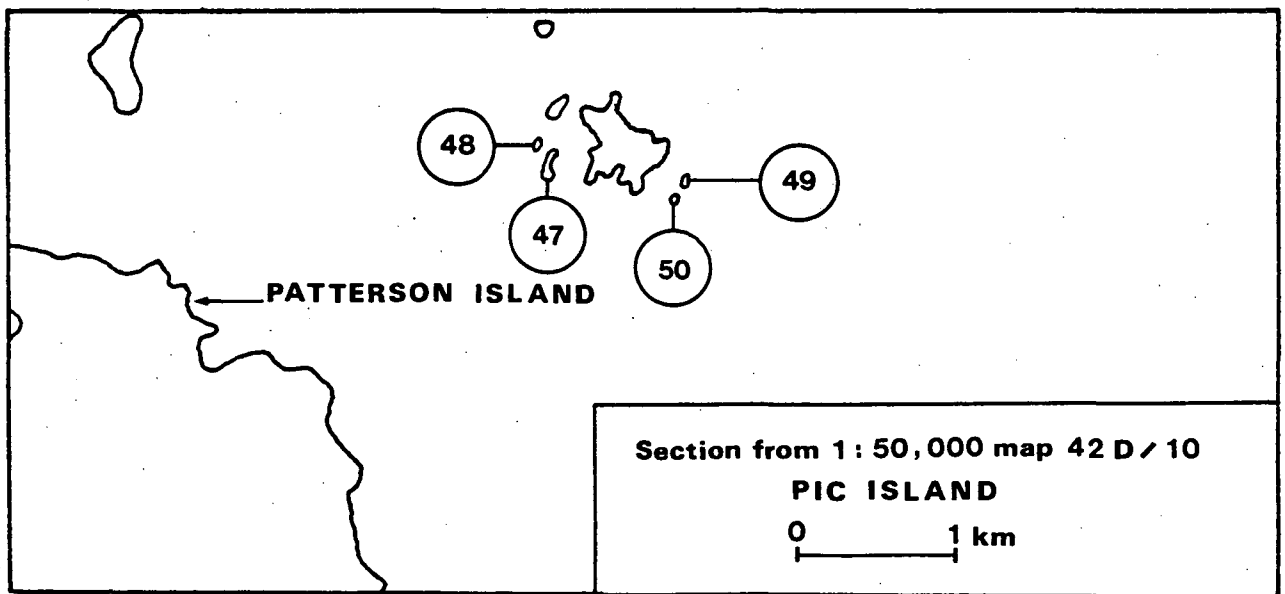 48
49
47
50
PATTERSON ISLAND
Section from 1:50,000 map 42 D/10
PIC ISLAND
0 1 km